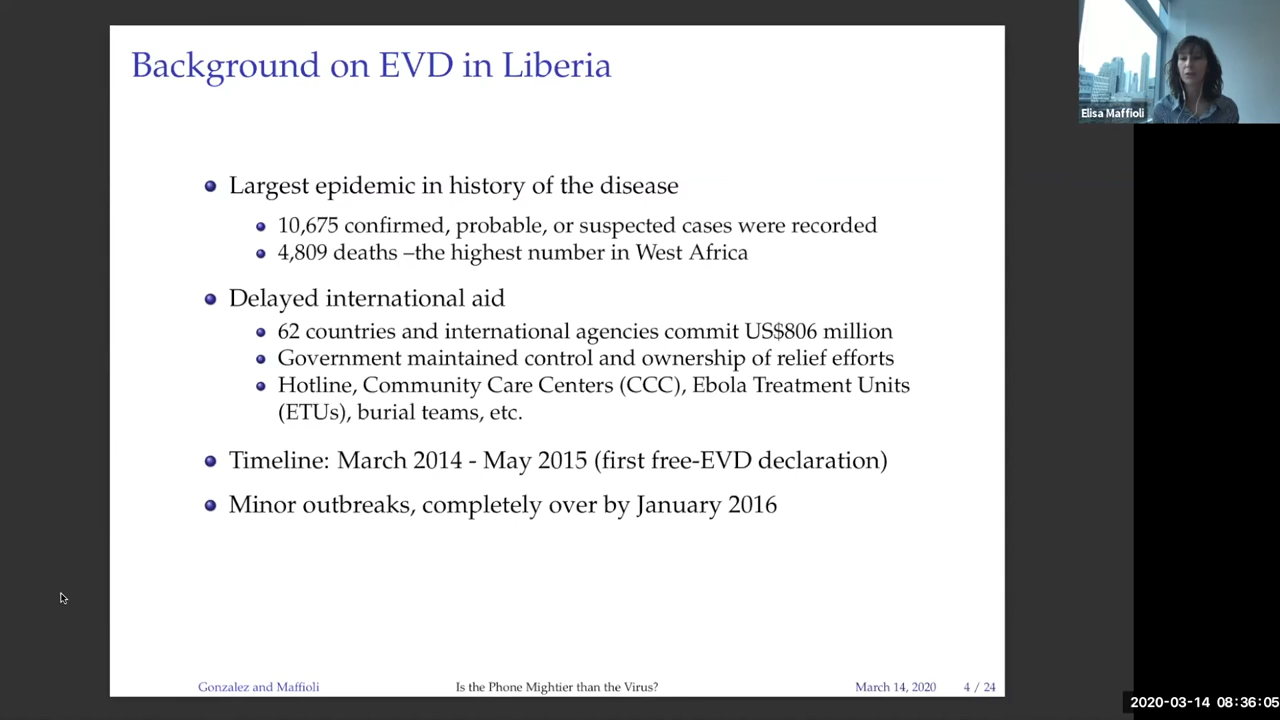 Background on EVD in Liberia
Elisa Maffioli
Largest epidemic in history of the disease
10,675 confirmed, probable, or suspected cases were recorded
4,809 deaths –the highest number in West Africa
Delayed international aid
62 countries and international agencies commit US$806 million
Government maintained control and ownership of relief efforts
Hotline, Community Care Centers (CCC), Ebola Treatment Units
(ETUs), burial teams, etc.
Timeline: March 2014 - May 2015 (first free-EVD declaration)
Minor outbreaks, completely over by January 2016
Gonzalez and Maffioli Is the Phone Mightier than the Virus? March 14, 2020 4 / 24
2020-03-14 08:36:05